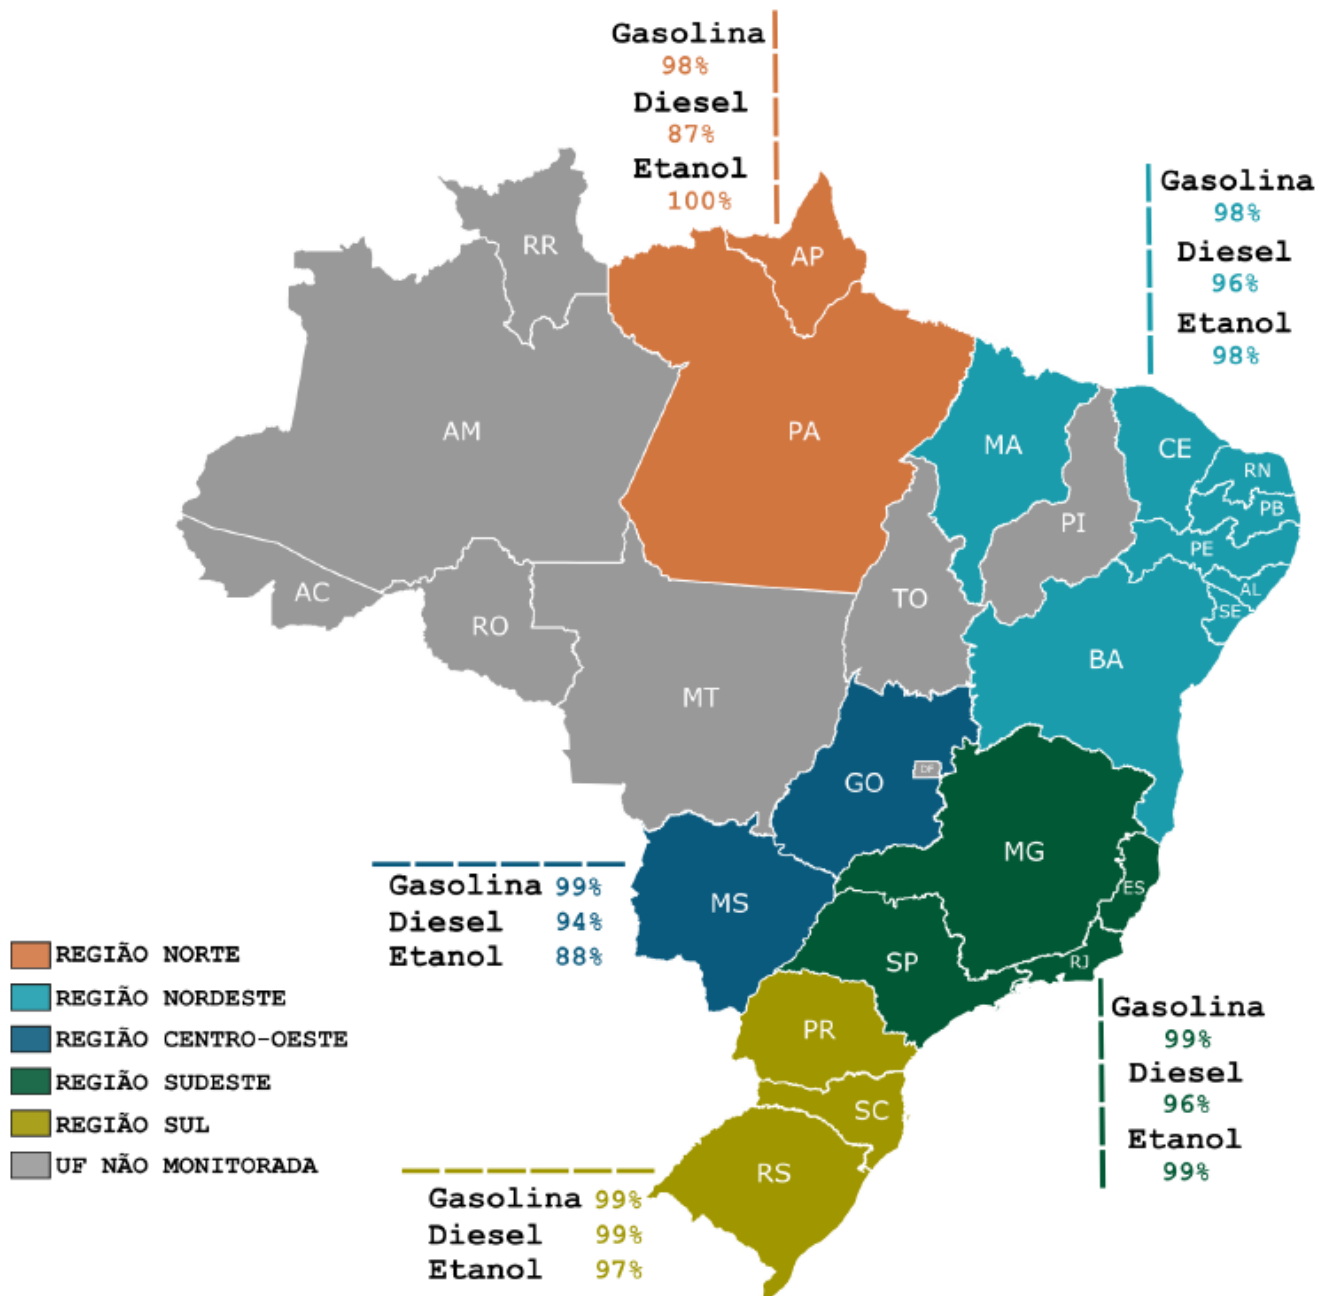 Gasolina
98%
Diesel
87%
Etanol
100%
Gasolina
98%
Diesel
96%
Etanol
98%
RR
AP
AM
PA
MA
CE
RN
PB
PI
PE
AC
TO
AL
SE
RO
BA
MT
GO
DF
MG
ES
MS
SP
RJ
PR
SC
RS
Gasolina 99%
Diesel 94%
Etanol 88%
REGIÃO NORTE
REGIÃO NORDESTE
REGIÃO CENTRO-OESTE
REGIÃO SUDESTE
REGIÃO SUL
UF NÃO MONITORADA
Gasolina
99%
Diesel
96%
Etanol
99%
Gasolina 99%
Diesel 99%
Etanol 97%